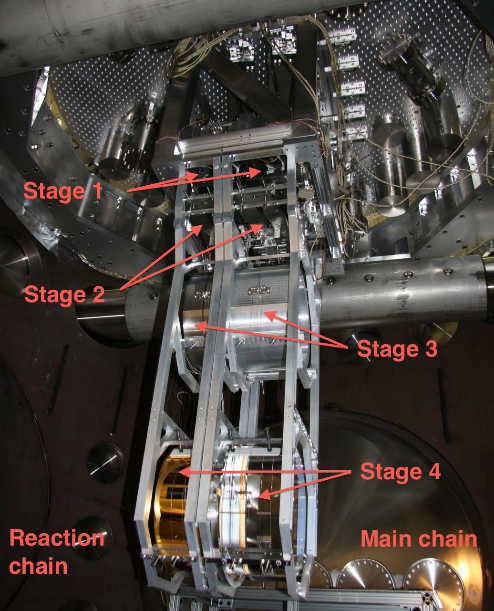 Stage 1
Stage 2
Stage 3
Stage 4
Reaction
chain
Main chain